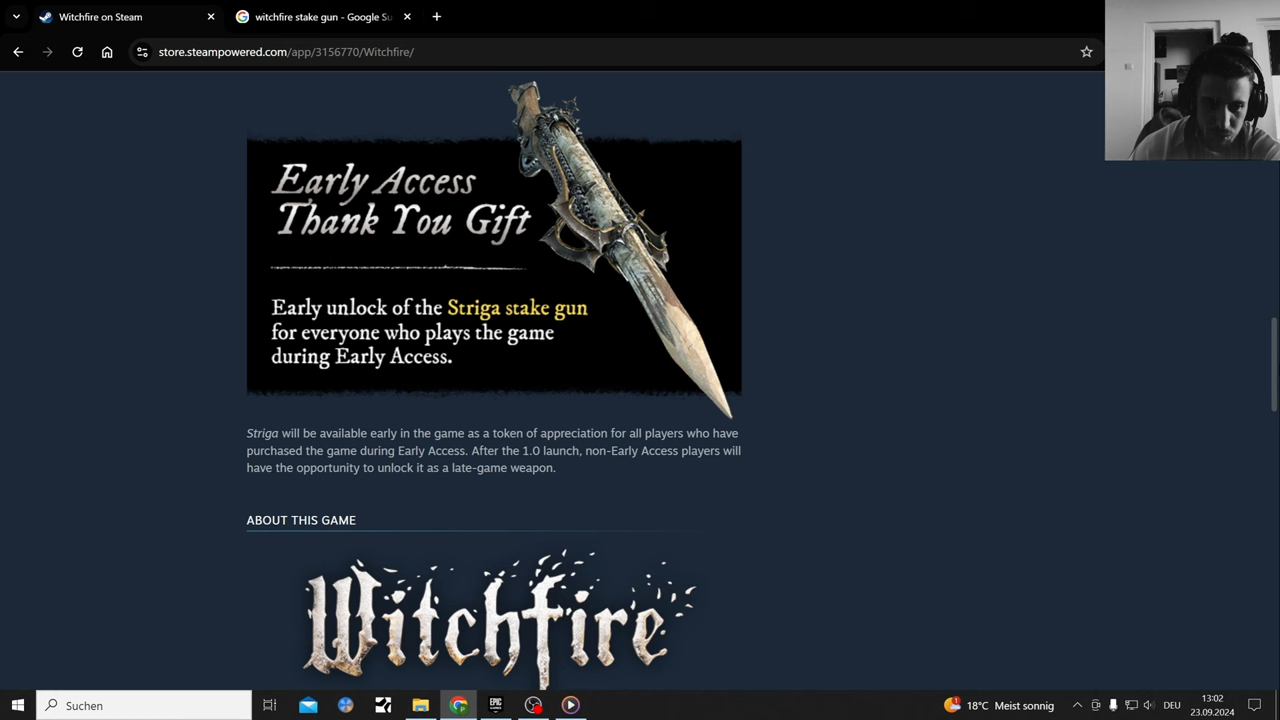 Witchfire on Steam
witchfire stake gun - Google Su
store.steampowered.com/app/3156770/Witchfire/
Early Access
Thank You Gift
Early unlock of the Striga stake gun
for everyone who plays the game
during Early Access.
Striga will be available early in the game as a token of appreciation for all players who have
purchased the game during Early Access. After the 1.0 launch, non-Early Access players will
have the opportunity to unlock it as a late-game weapon.
ABOUT THIS GAME
Witchfire
Suchen
EPIC
GAMES
1
18°C Meist sonnig
DEU
13:02
23.09.2024